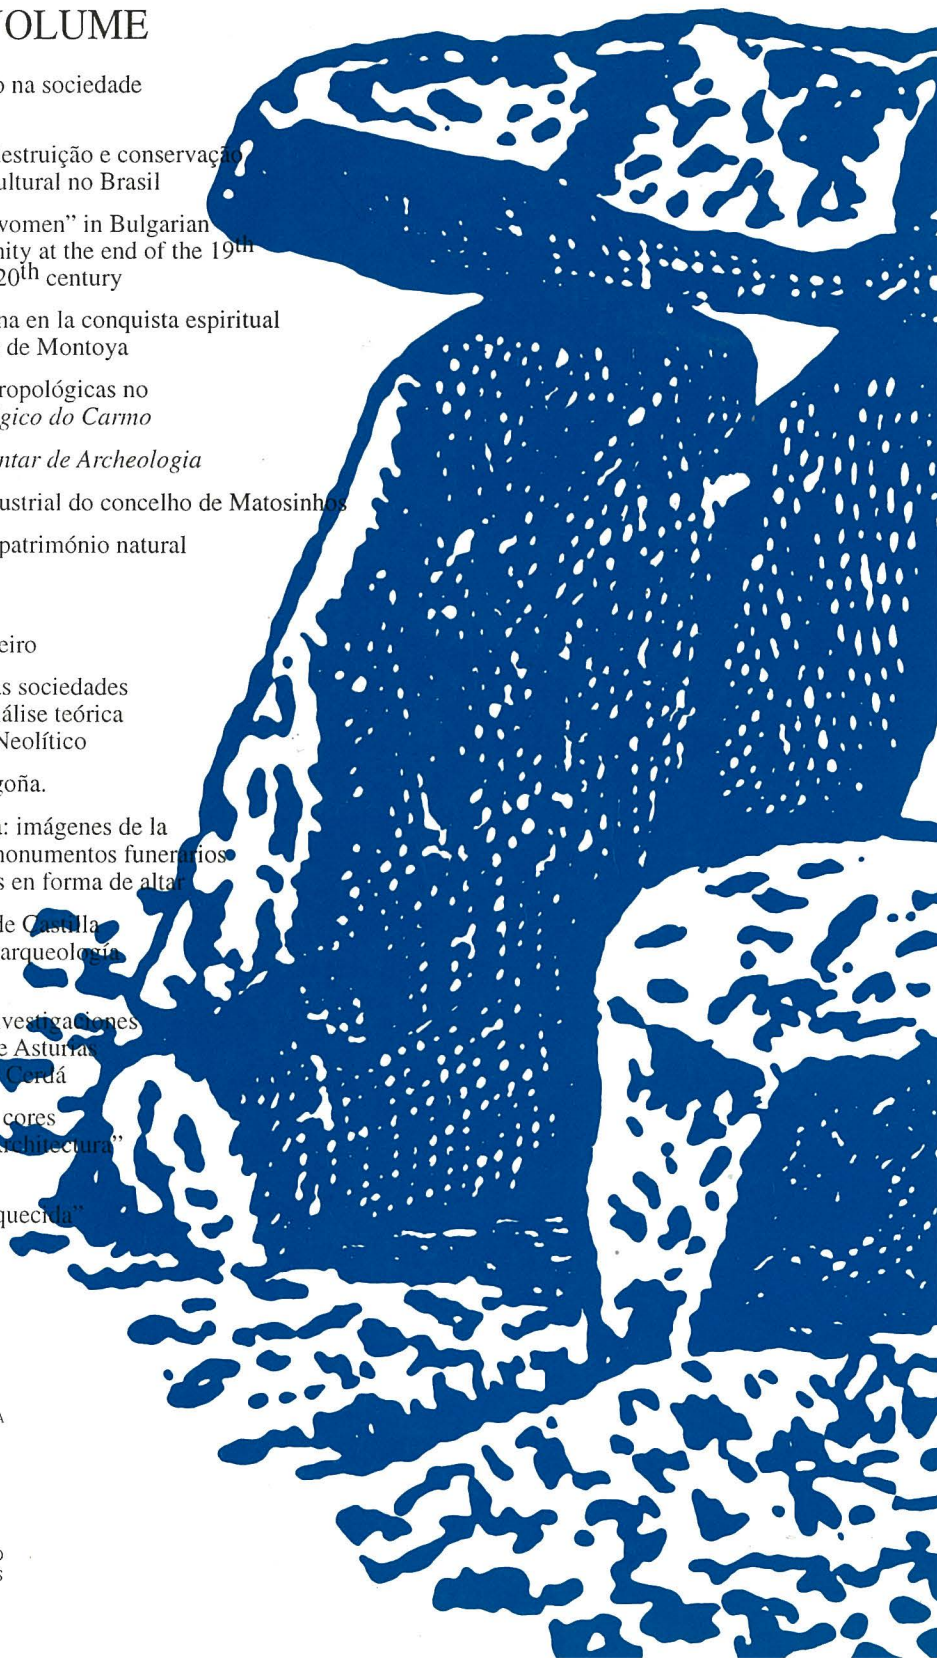 VOLUME
o na sociedade
estruição e conservação
ultural no Brasil
women” in Bulgarian
nity at the end of the 19th
20th century
na en la conquista espiritual
de Montoya
ropológicas no
gico do Carmo
ntar de Archeologia
ustrial do concelho de Matosinhos
património natural
eiro
as sociedades
álise teórica
Neolítico
goña.
a: imágenes de la
monumentos funerarios
s en forma de altar
de Castilla
arqueología
vestigaciones
e Asturias
Cerdá
cores
Architectura”
quecida”
A
O
S